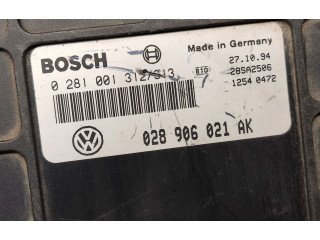 BOSCH
Made in Germany
0 281 001 312/313
27.10.94
810
28SA2506
1254 0472
028 906 021 AK